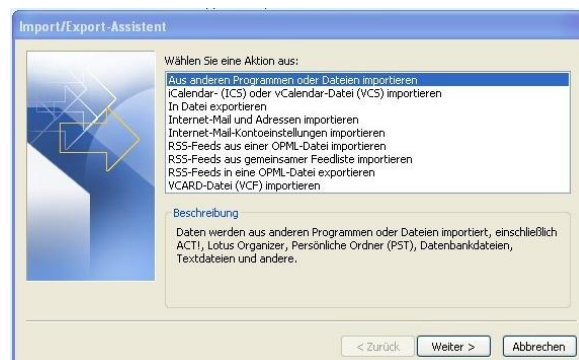 Import/Export-Assistent
Wählen Sie eine Aktion aus:
Aus anderen Programmen oder Dateien importieren
iCalendar- (ICS) oder vCalendar-Datei (VCS) importieren
In Datei exportieren
Internet-Mail und Adressen importieren
Internet-Mail-Kontoeinstellungen importieren
RSS-Feeds aus einer OPML-Datei importieren
RSS-Feeds aus gemeinsamer Feedliste importieren
RSS-Feeds in eine OPML-Datei exportieren
VCARD-Datei (VCF) importieren
Beschreibung
Daten werden aus anderen Programmen oder Dateien importiert, einschließlich
ACT!, Lotus Organizer, Persönliche Ordner (PST), Datenbankdateien,
Textdateien und andere.
< Zurück Weiter > Abbrechen